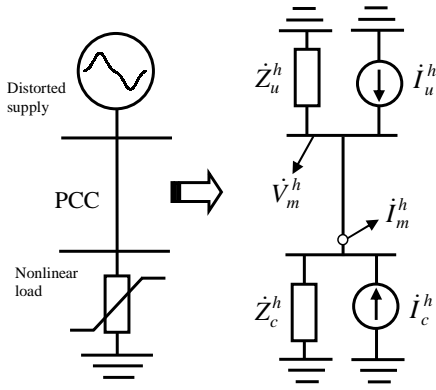 Distorted
supply
PCC
Nonlinear
load
Ż_u^h
İ_u^h
V̇_m^h
İ_m^h
Ż_c^h
İ_c^h